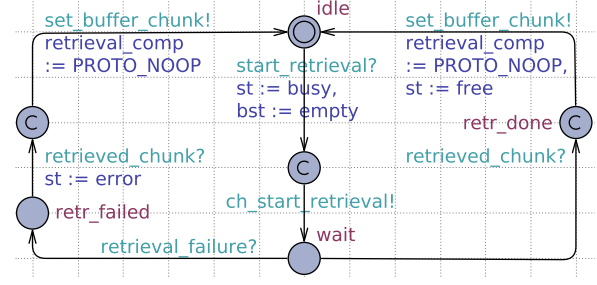 idle
set_buffer_chunk!
retrieval_comp
:= PROTO_NOOP
start_retrieval?
st := busy,
bst := empty
set_buffer_chunk!
retrieval_comp
:= PROTO_NOOP,
st := free
C
retr_done
C
retrieved_chunk?
st := error
C
retrieved_chunk?
ch_start_retrieval!
retr_failed
wait
retrieval_failure?